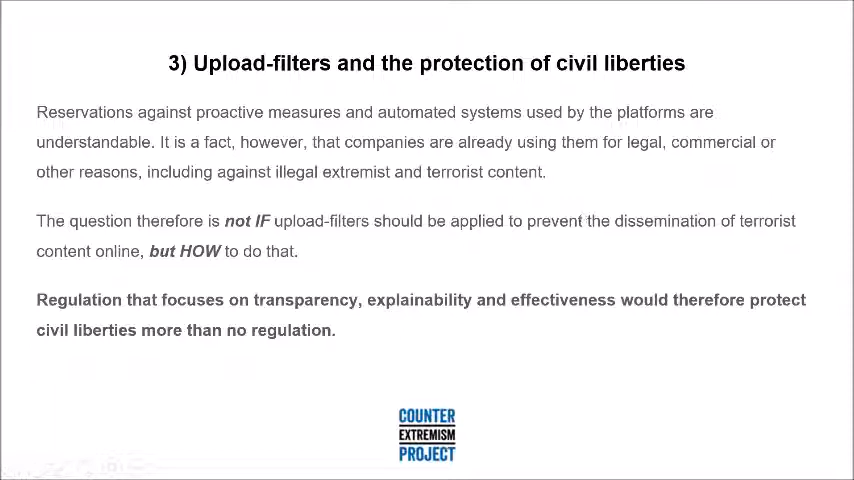 3) Upload-filters and the protection of civil liberties
Reservations against proactive measures and automated systems used by the platforms are
understandable. It is a fact, however, that companies are already using them for legal, commercial or
other reasons, including against illegal extremist and terrorist content.
The question therefore is not IF upload-filters should be applied to prevent the dissemination of terrorist
content online, but HOW to do that.
Regulation that focuses on transparency, explainability and effectiveness would therefore protect
civil liberties more than no regulation.
COUNTER
EXTREMISM
PROJECT